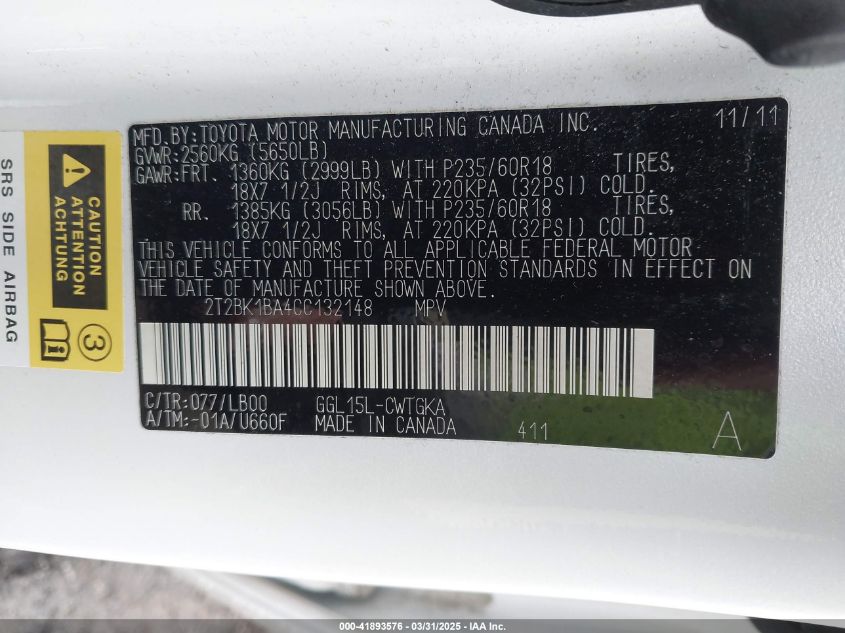 SRS SIDE AIRBAG
CAUTION
ATTENTION
ACHTUNG
3
MFD.BY:TOYOTA MOTOR MANUFACTURING CANADA INC. 11/11
GVWR:2560KG (5650LB)
GAWR:FRT. 1360KG (2999LB) WITH P235/60R18 TIRES,
18X7 1/2J RIMS, AT 220KPA (32PSI) COLD.
RR. 1385KG (3056LB) WITH P235/60R18 TIRES,
18X7 1/2J RIMS, AT 220KPA (32PSI) COLD.
THIS VEHICLE CONFORMS TO ALL APPLICABLE FEDERAL MOTOR
VEHICLE SAFETY AND THEFT PREVENTION STANDARDS IN EFFECT ON
THE DATE OF MANUFACTURE SHOWN ABOVE.
2T2BK1BA4CC132148 MPV
C/TR:077/LB00 GGL15L-CWTGKA
A/TM:-01A/U660F MADE IN CANADA 411 A
000-41893576 - 03/31/2025 - IAA Inc.